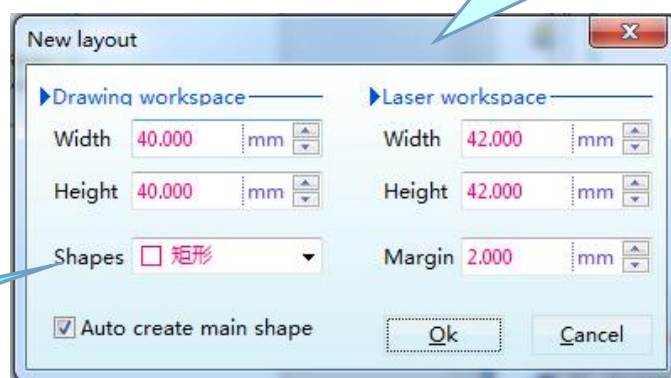 New layout
Drawing workspace
Laser workspace
Width 40.000 mm
Width 42.000 mm
Height 40.000 mm
Height 42.000 mm
Shapes 矩形
Margin 2.000 mm
Auto create main shape
Ok
Cancel